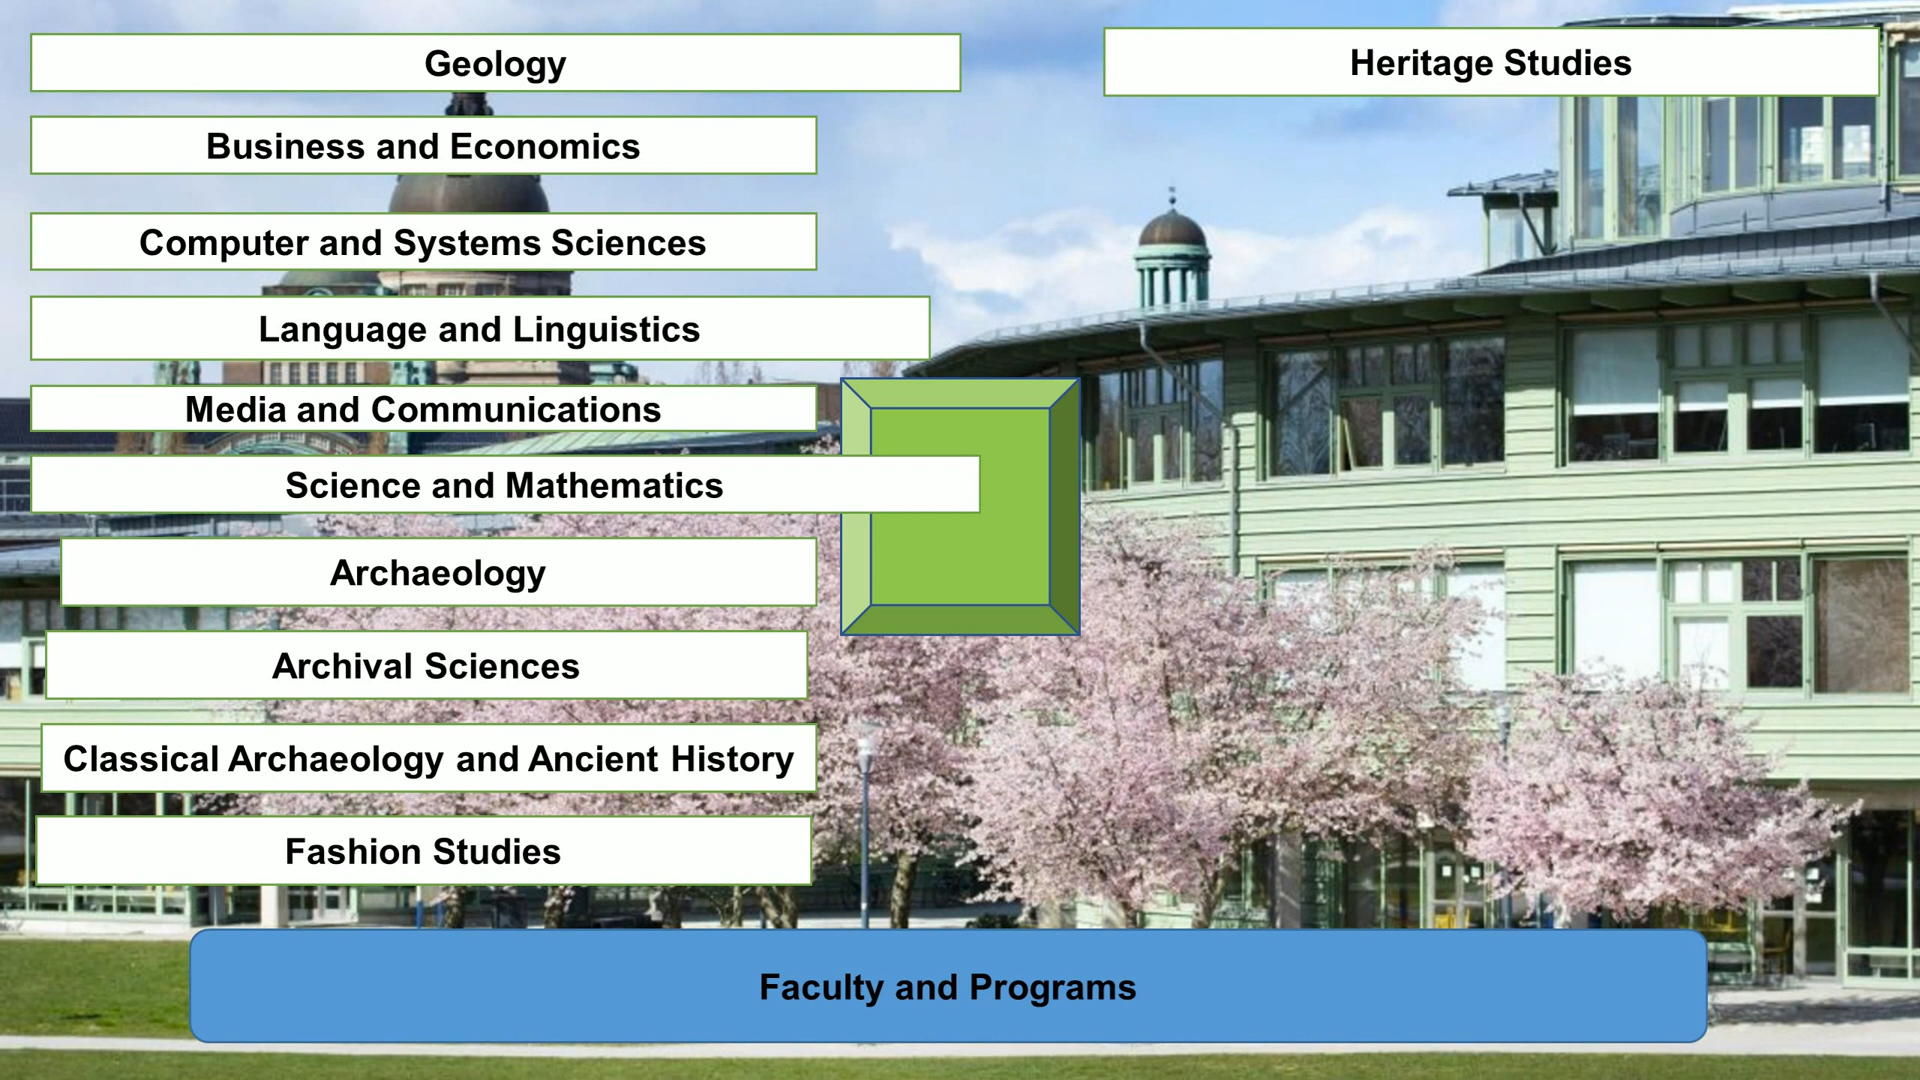 Geology
Business and Economics
Computer and Systems Sciences
Language and Linguistics
Media and Communications
Science and Mathematics
Archaeology
Archival Sciences
Classical Archaeology and Ancient History
Fashion Studies
Heritage Studies
Faculty and Programs